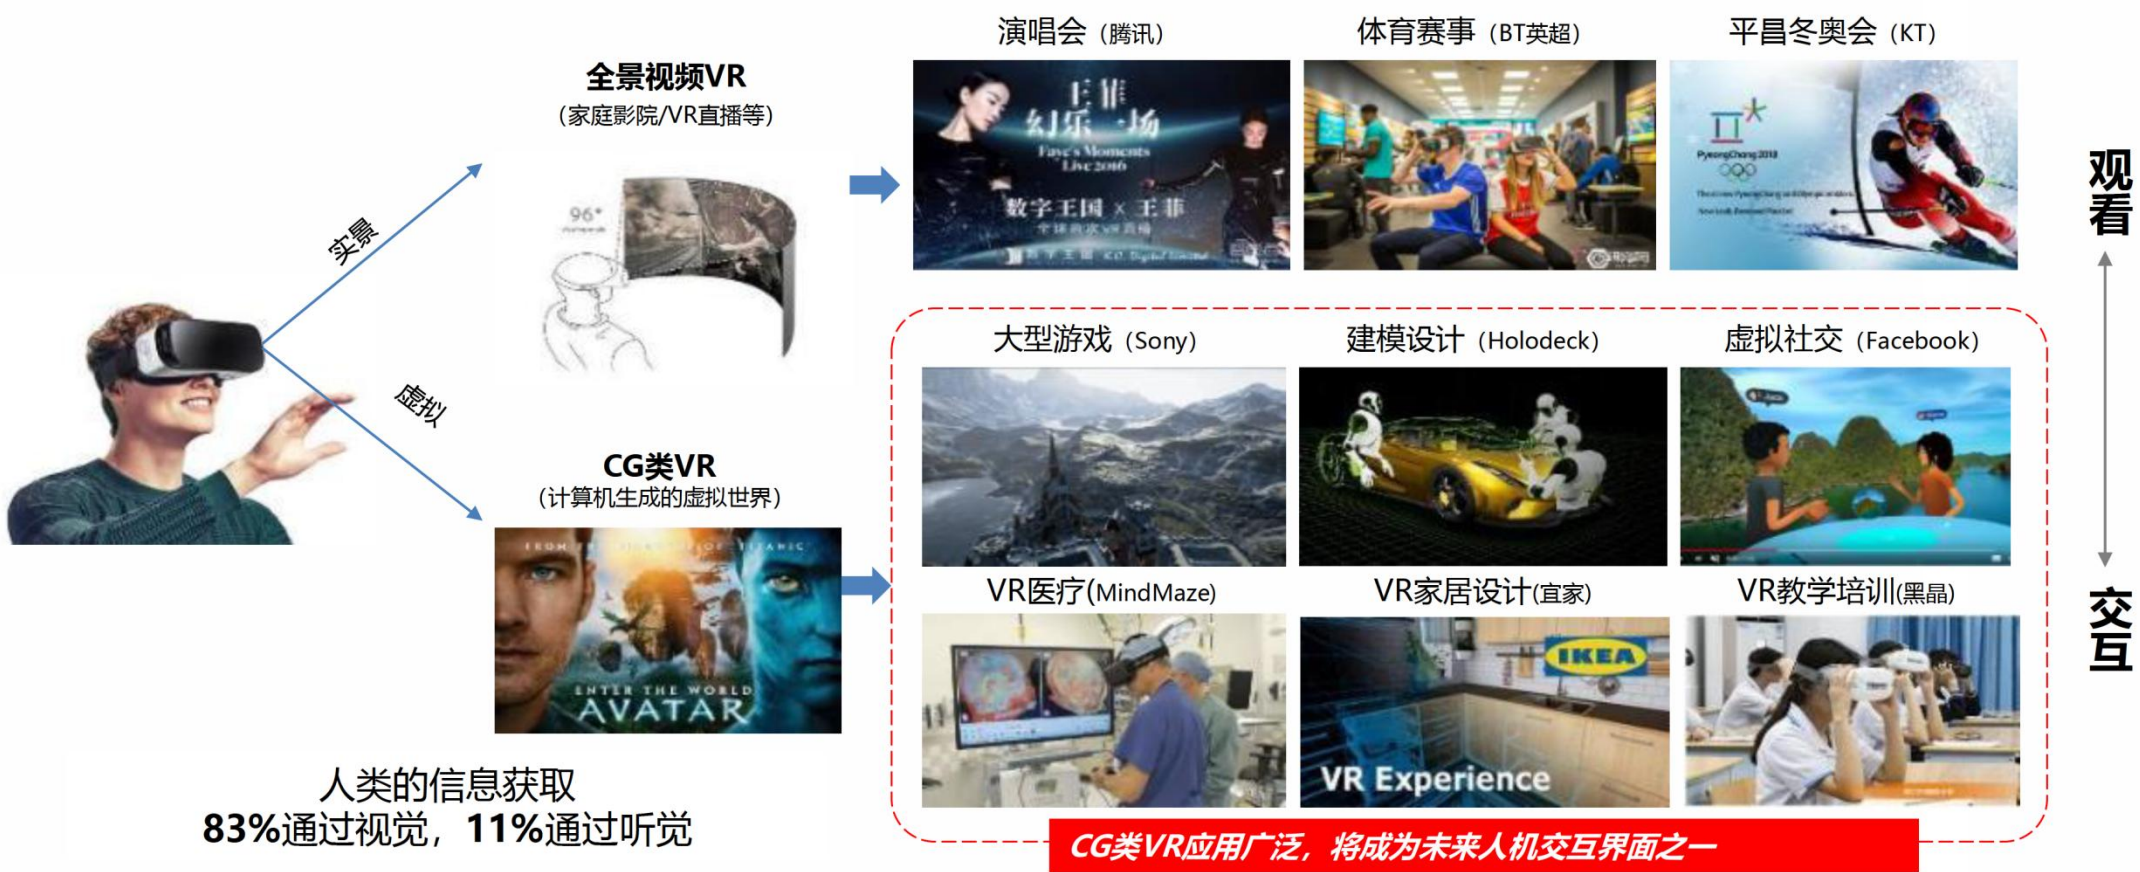 演唱会（腾讯）
体育赛事（BT英超）
平昌冬奥会（KT）
全景视频VR
（家庭影院/VR直播等）
96°
王菲
幻乐一场
Faye's Moments
Live 2016
数字王国 x 王菲
PyeongChang 2018
观看
实景
虚拟
大型游戏（Sony）
建模设计（Holodeck）
虚拟社交（Facebook）
CG类VR
（计算机生成的虚拟世界）
ENTER THE WORLD
AVATAR
VR医疗(MindMaze)
VR家居设计(宜家)
VR教学培训(黑晶)
IKEA
VR Experience
交互
人类的信息获取
83%通过视觉，11%通过听觉
CG类VR应用广泛，将成为未来人机交互界面之一